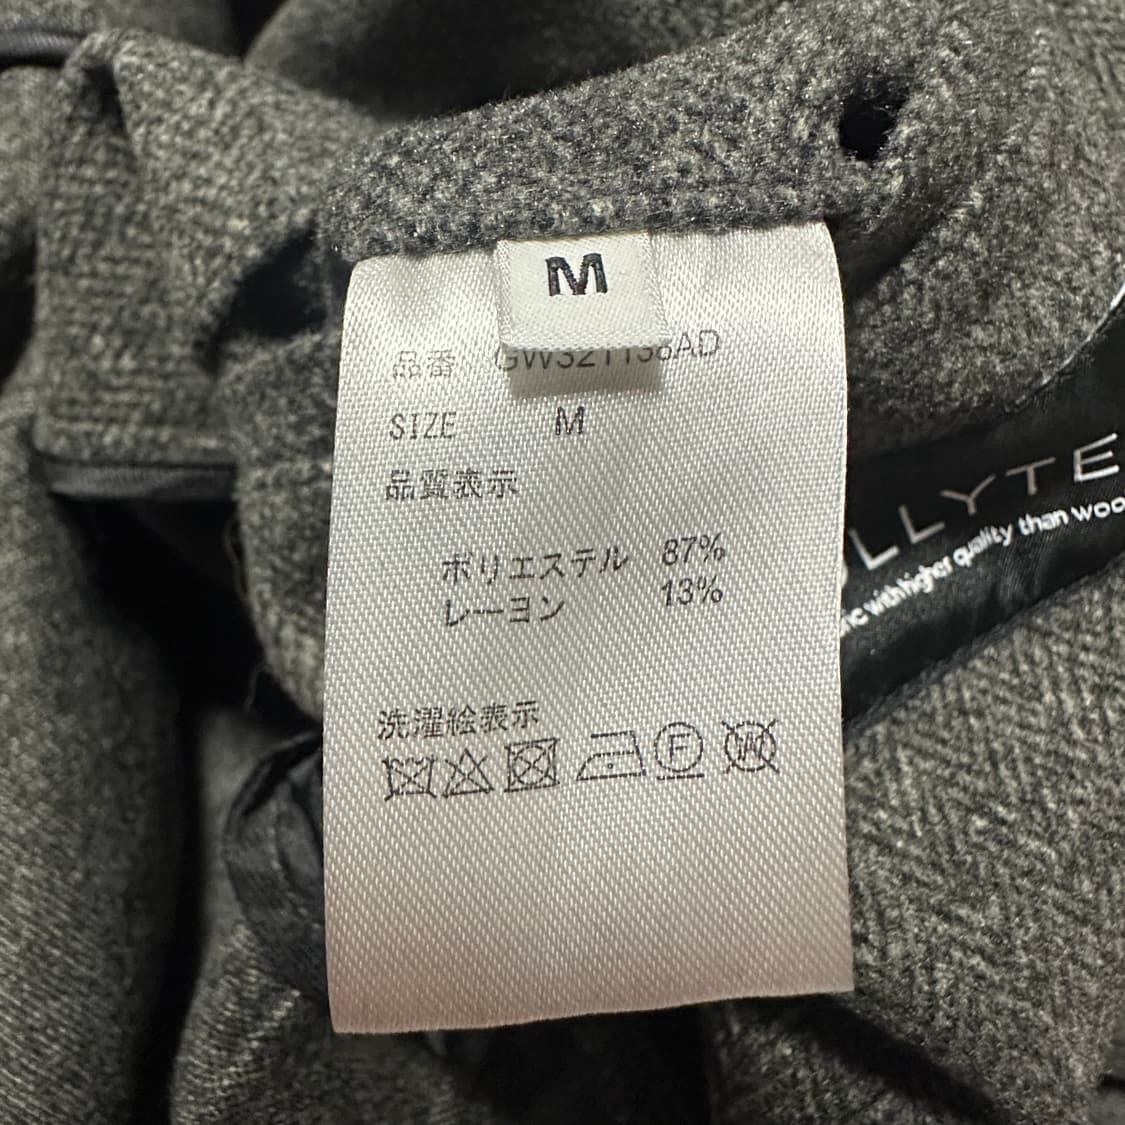 M
品番 GW321138AD
SIZE M
品質表示
ポリエステル 87%
レーヨン 13%
洗濯絵表示
F W
LLYTE
with higher quality than woo